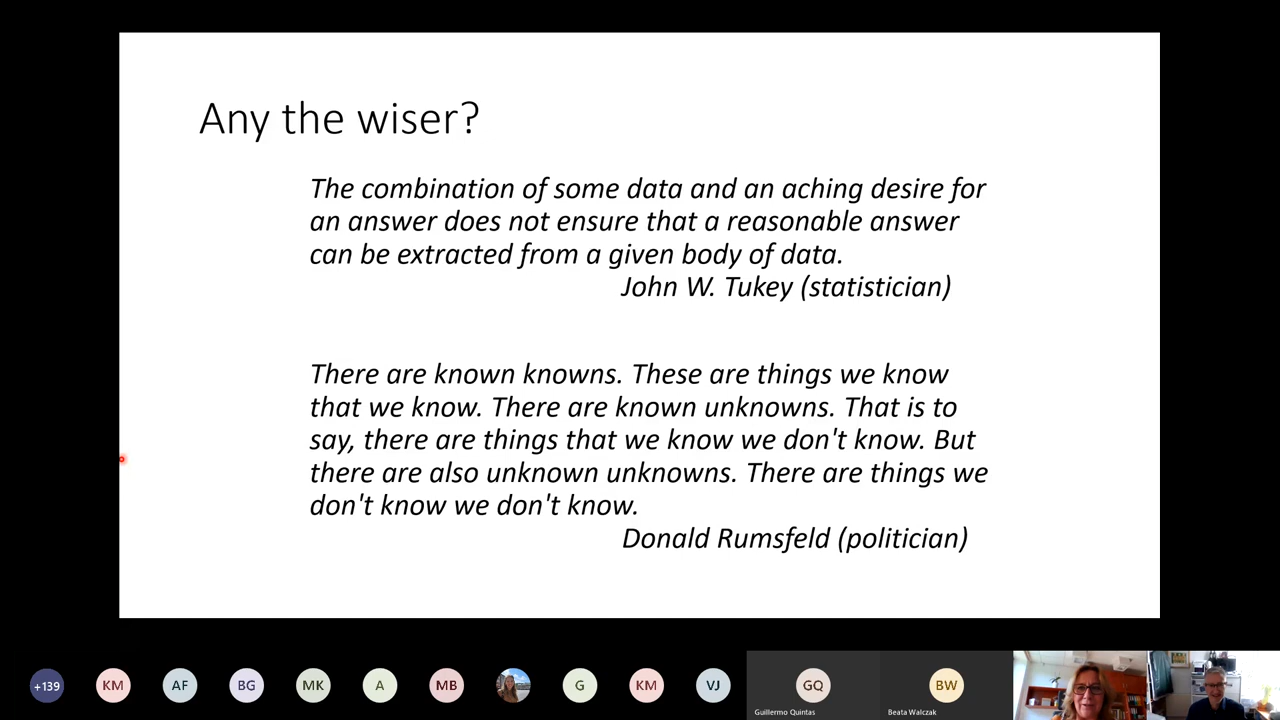 Any the wiser?
The combination of some data and an aching desire for
an answer does not ensure that a reasonable answer
can be extracted from a given body of data.
John W. Tukey (statistician)
There are known knowns. These are things we know
that we know. There are known unknowns. That is to
say, there are things that we know we don't know. But
there are also unknown unknowns. There are things we
don't know we don't know.
Donald Rumsfeld (politician)
+139 KM AF BG MK A MB G KM VJ GQ BW
Guillermo Quintas Beata Walczak